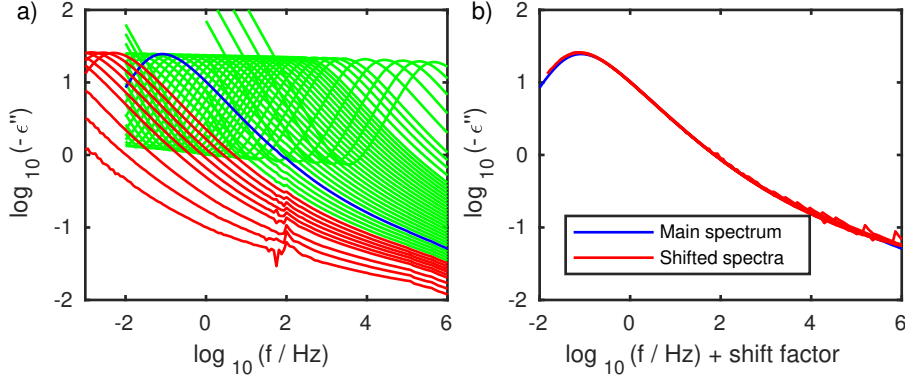 a)
b)
2
1
0
-1
2
-2
0
2
4
6
log 10 (- ϵ'')
log 10 (f / Hz)
2
1
0
-1
2
-2
0
2
4
6
log 10 (- ϵ'')
log 10 (f / Hz) + shift factor
Main spectrum
Shifted spectra